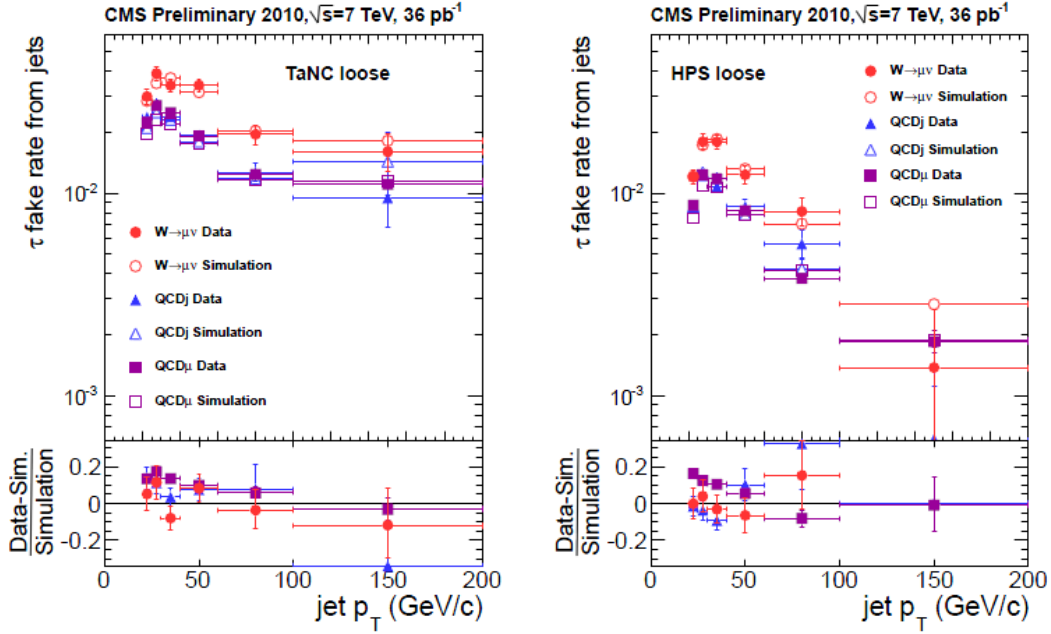 CMS Preliminary 2010,√s=7 TeV, 36 pb⁻¹
τ fake rate from jets
TaNC loose
10⁻²
10⁻³
W→μν Data
W→μν Simulation
QCDj Data
QCDj Simulation
QCDμ Data
QCDμ Simulation
Data-Sim.
Simulation
0.2
0
-0.2
0 50 100 150 200
jet p_T (GeV/c)
CMS Preliminary 2010,√s=7 TeV, 36 pb⁻¹
τ fake rate from jets
HPS loose
W→μν Data
W→μν Simulation
QCDj Data
QCDj Simulation
QCDμ Data
QCDμ Simulation
10⁻²
10⁻³
Data-Sim.
Simulation
0.2
0
-0.2
0 50 100 150 200
jet p_T (GeV/c)